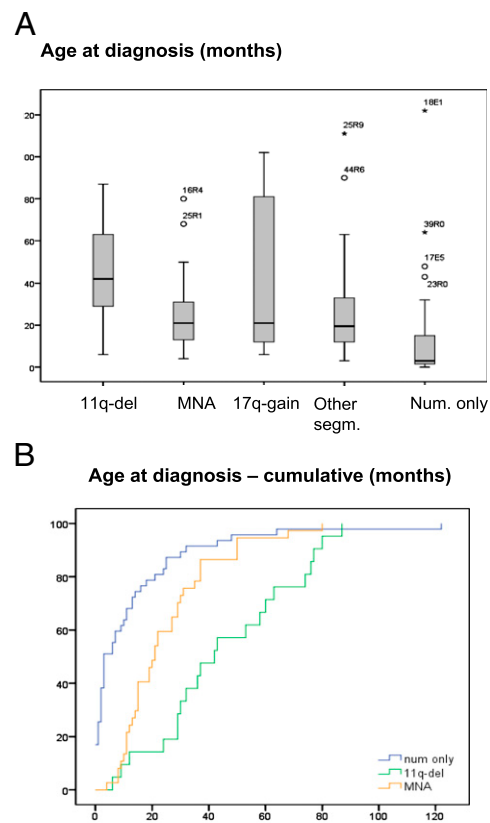 A
Age at diagnosis (months)
18E1
20
25R9
00
44R6
16R4
80
25R1
39R0
60
17E5
40
23R0
20
0
11q-del MNA 17q-gain Other segm. Num. only
B
Age at diagnosis – cumulative (months)
100
80
60
40
20
0
num only
11q-del
MNA
0 20 40 60 80 100 120